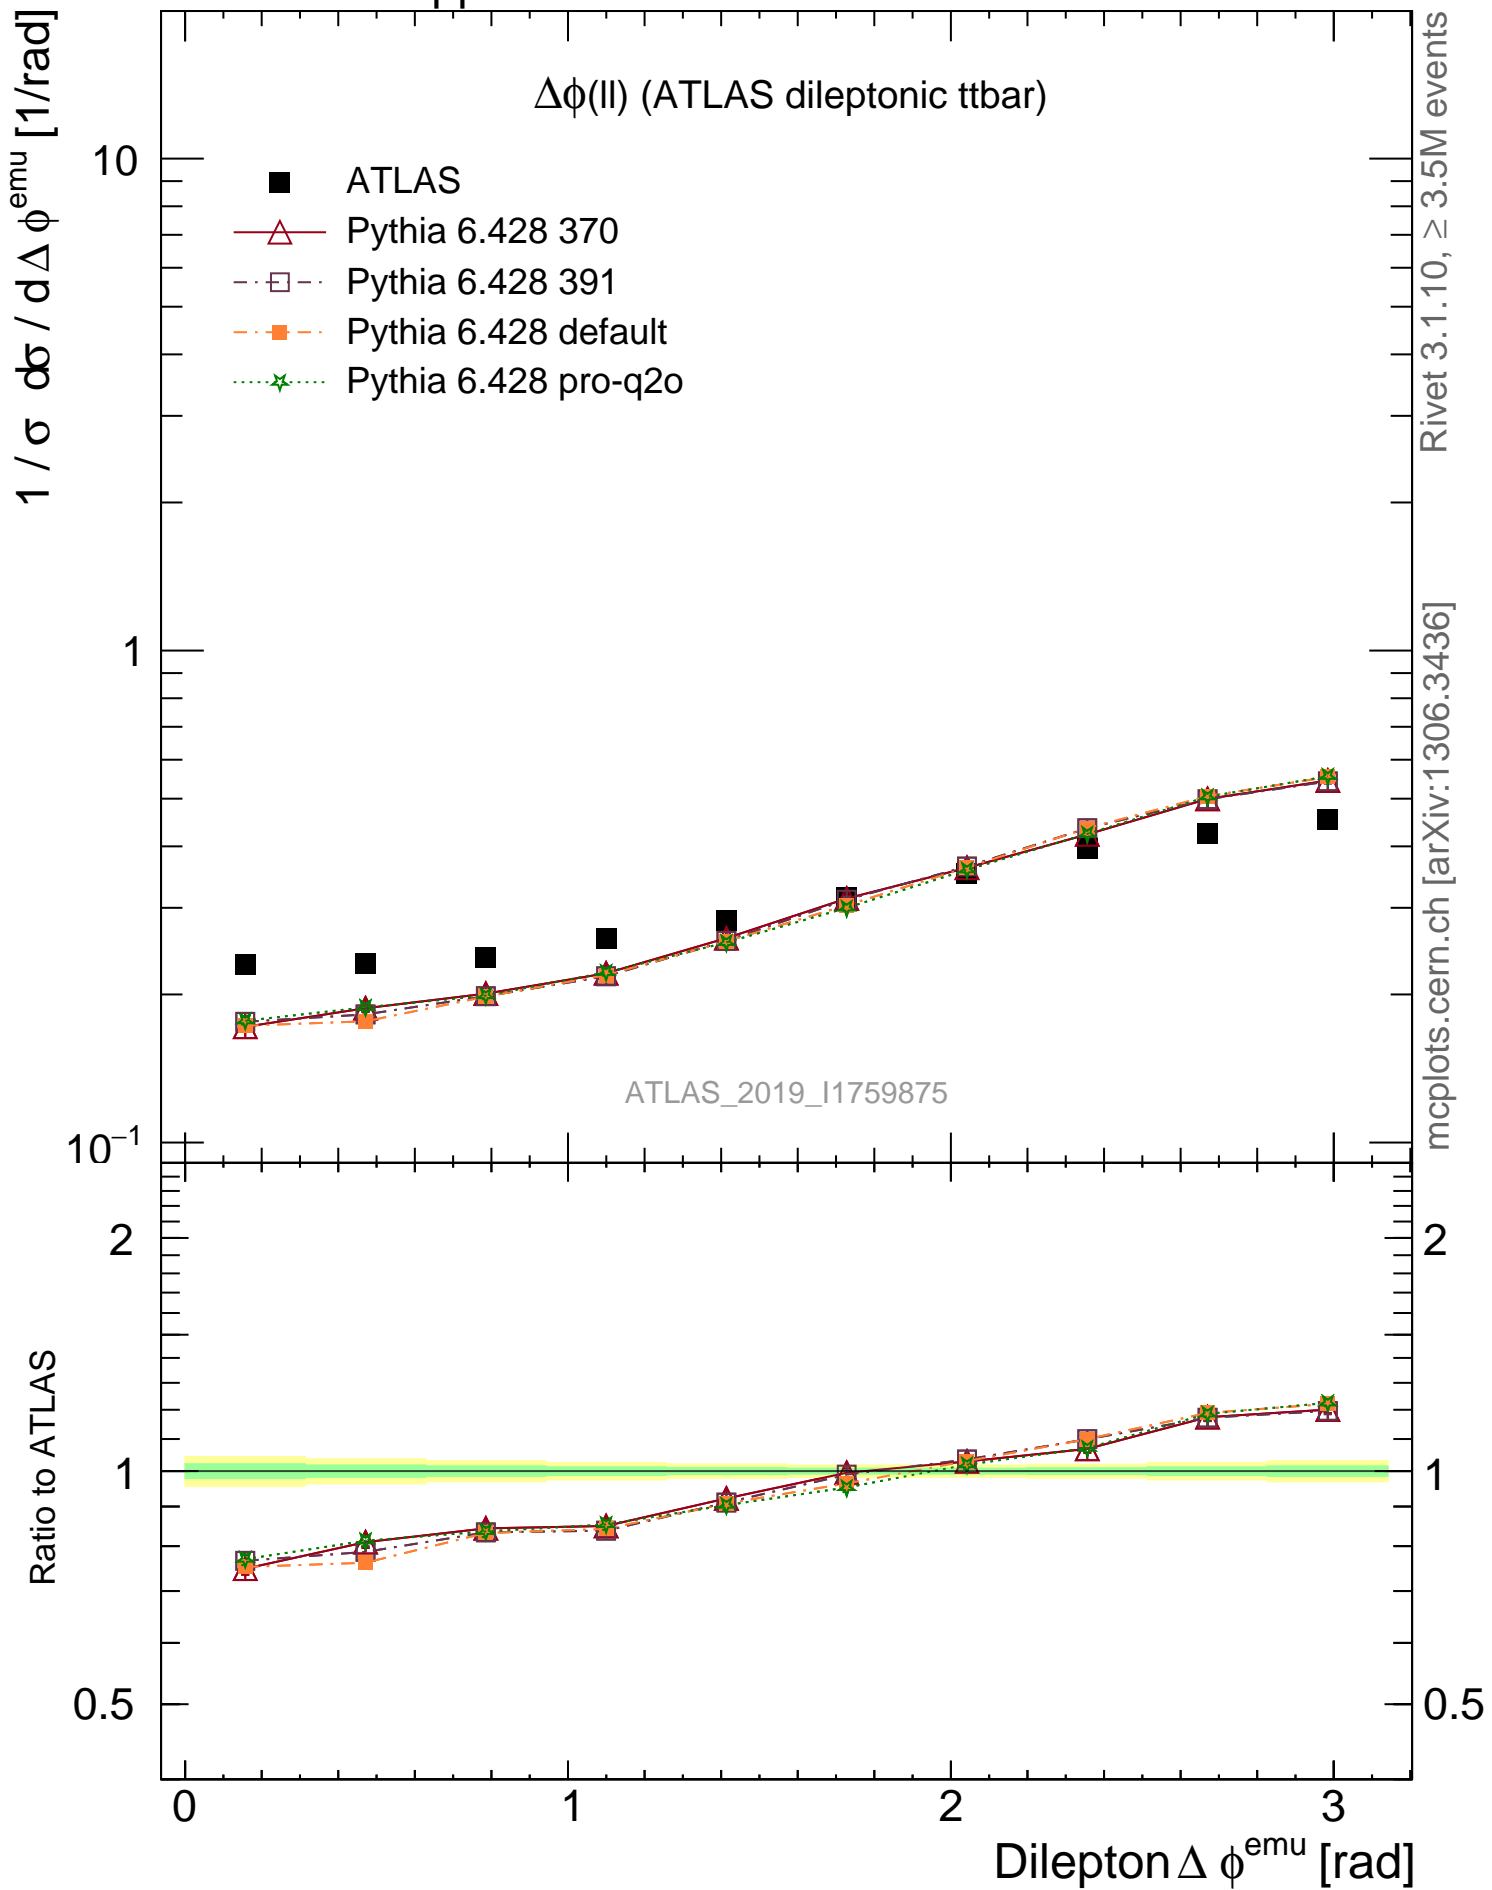 1 / σ dσ / d Δ ϕ^emu [1/rad]
Δϕ(ll) (ATLAS dileptonic ttbar)
ATLAS
Pythia 6.428 370
Pythia 6.428 391
Pythia 6.428 default
Pythia 6.428 pro-q2o
10
1
10^−1
ATLAS_2019_I1759875
Rivet 3.1.10, ≥ 3.5M events
mcplots.cern.ch [arXiv:1306.3436]
Ratio to ATLAS
2
1
0.5
2
1
0.5
0 1 2 3
Dilepton Δ ϕ^emu [rad]